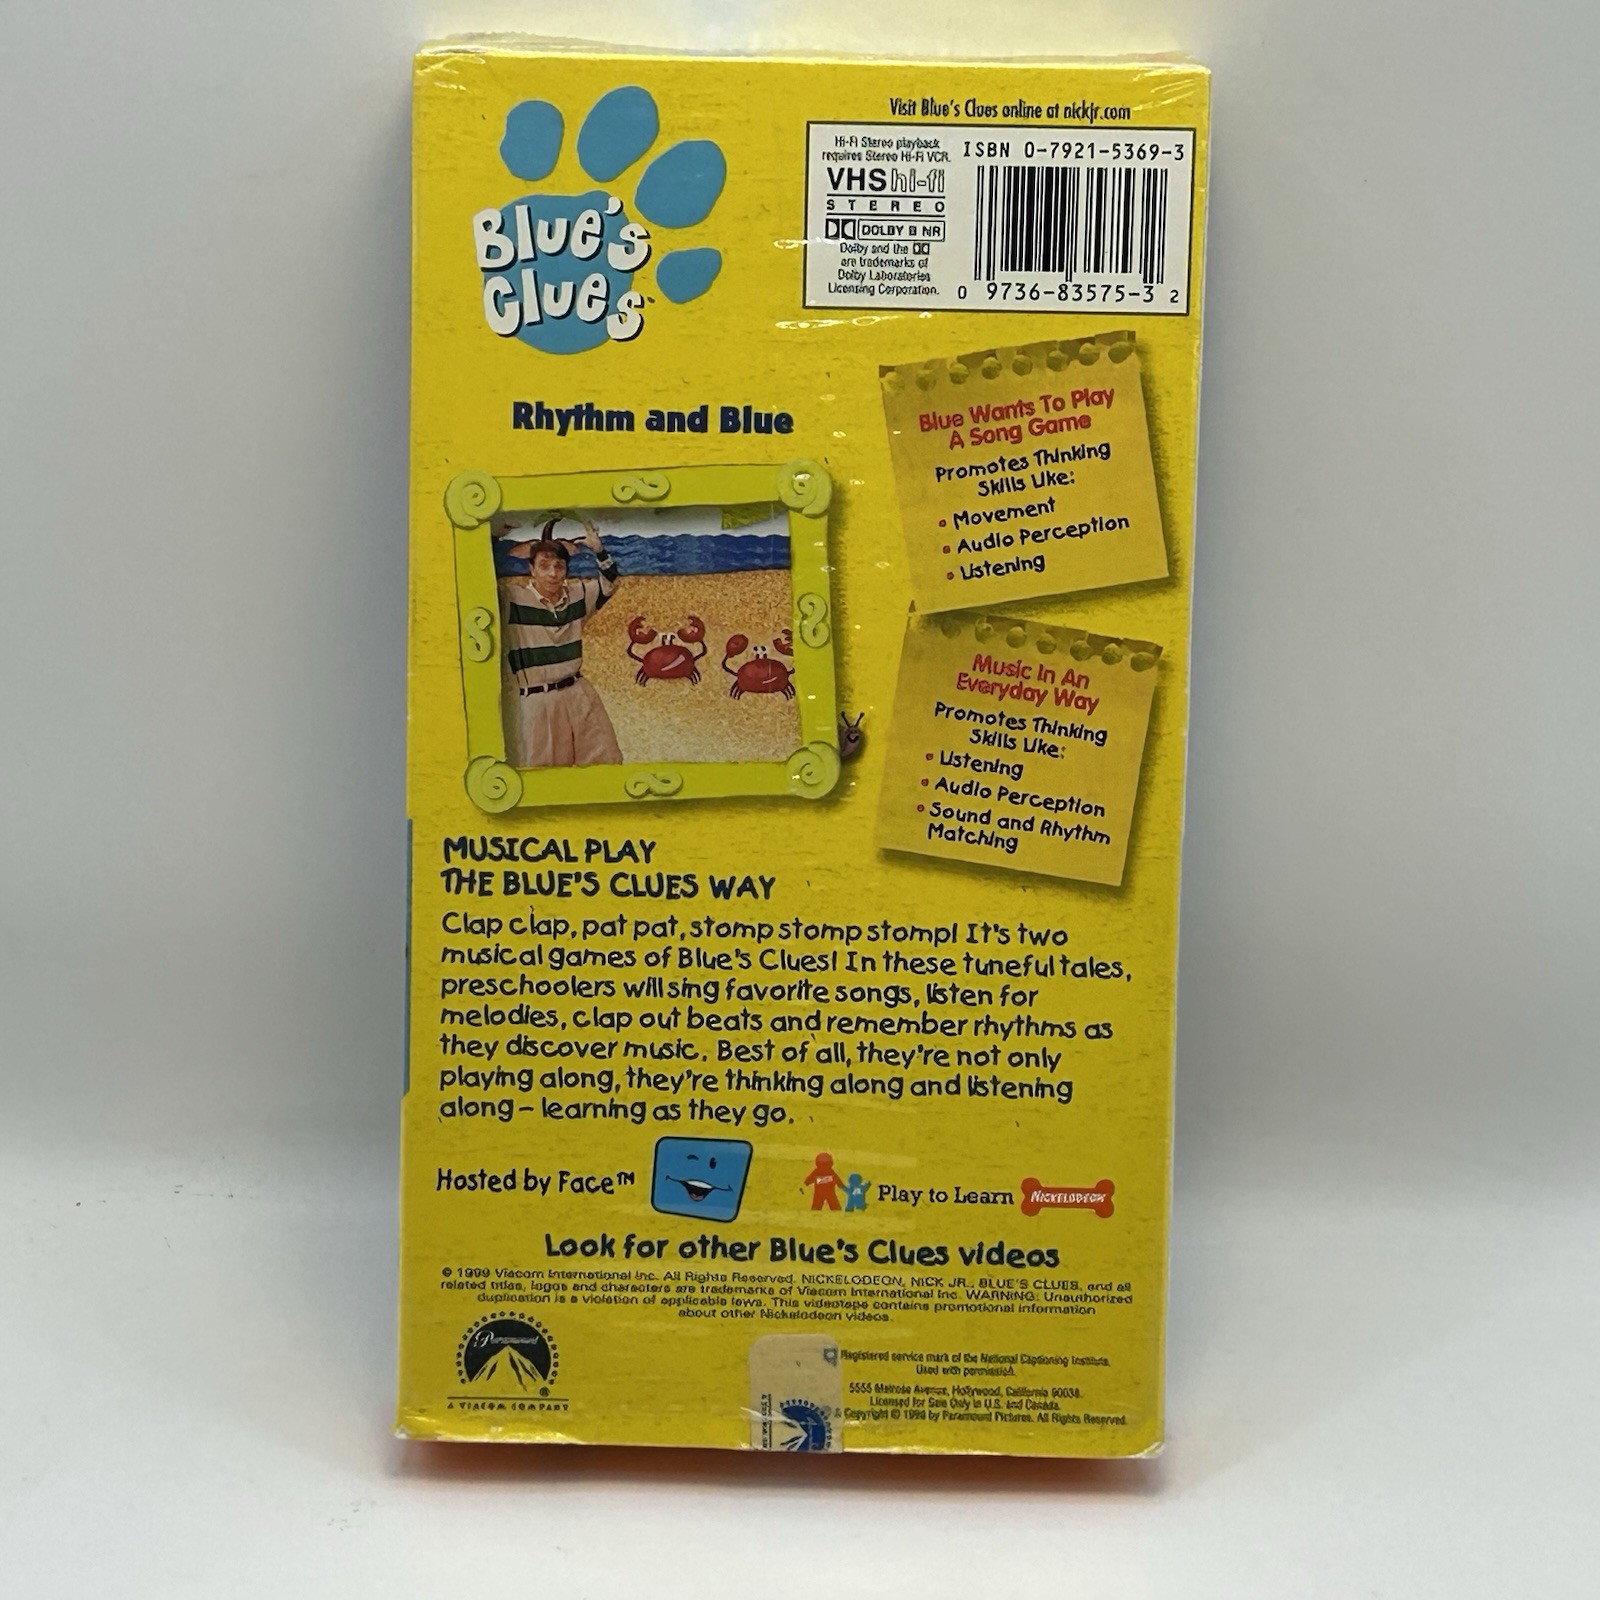 Visit Blue's Clues online at nickjr.com
Hi-Fi Stereo playback
requires Stereo Hi-Fi VCR.
VHS hi-fi
STEREO
DOLBY B NR
Dolby and the
are trademarks of
Dolby Laboratories
Licensing Corporation.
ISBN 0-7921-5369-3
0 9736-83575-3 2
Blue's
Clues
Rhythm and Blue
Blue Wants To Play
A Song Game
Promotes Thinking
Skills Like:
• Movement
• Audio Perception
• Listening
Music In An
Everyday Way
Promotes Thinking
Skills Like:
• Listening
• Audio Perception
• Sound and Rhythm
Matching
MUSICAL PLAY
THE BLUE'S CLUES WAY
Clap clap, pat pat, stomp stomp stomp! It's two
musical games of Blue's Clues! In these tuneful tales,
preschoolers will sing favorite songs, listen for
melodies, clap out beats and remember rhythms as
they discover music. Best of all, they're not only
playing along, they're thinking along and listening
along – learning as they go.
Hosted by Face™
NICK JR
Play to Learn
NICKELODEON
Look for other Blue's Clues videos
© 1999 Viacom International Inc. All Rights Reserved. NICKELODEON, NICK JR., BLUE'S CLUES, and all
related titles, logos and characters are trademarks of Viacom International Inc. WARNING: Unauthorized
duplication is a violation of applicable laws. This videotape contains promotional information
about other Nickelodeon videos.
Paramount
®
A VIACOM COMPANY
Registered service mark of the National Captioning Institute.
Used with permission.
5555 Melrose Avenue, Hollywood, California 90038.
Licensed for Sale Only in U.S. and Canada.
Copyright © 1999 by Paramount Pictures. All Rights Reserved.